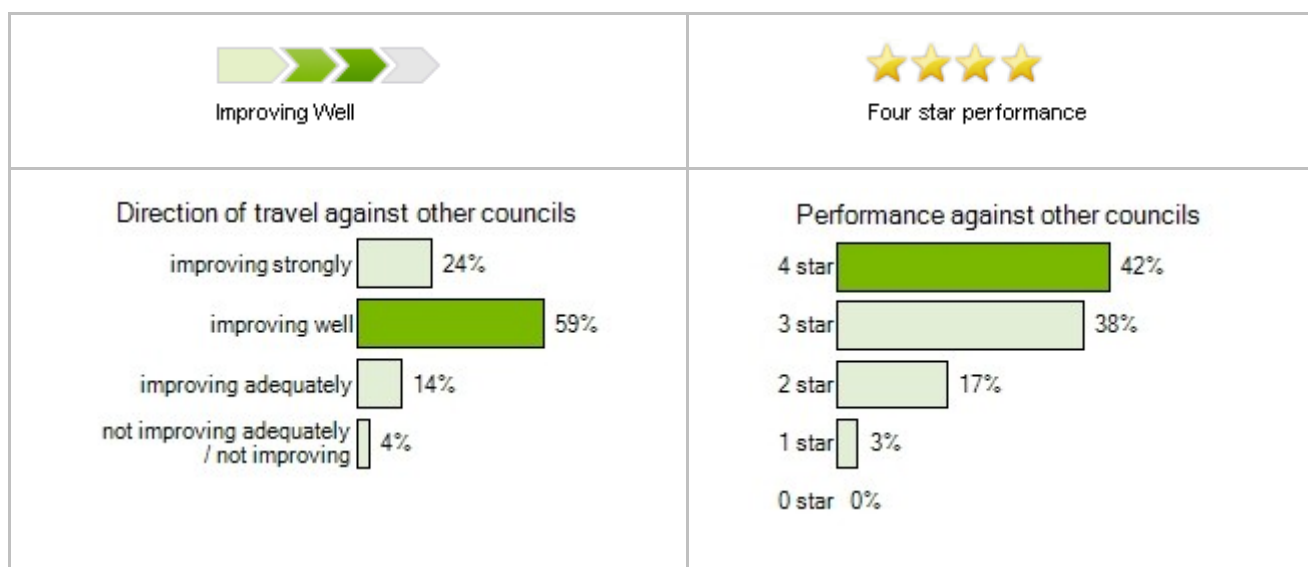 Improving Well
Four star performance
Direction of travel against other councils
improving strongly 24%
improving well 59%
improving adequately 14%
not improving adequately
/ not improving 4%
Performance against other councils
4 star 42%
3 star 38%
2 star 17%
1 star 3%
0 star 0%